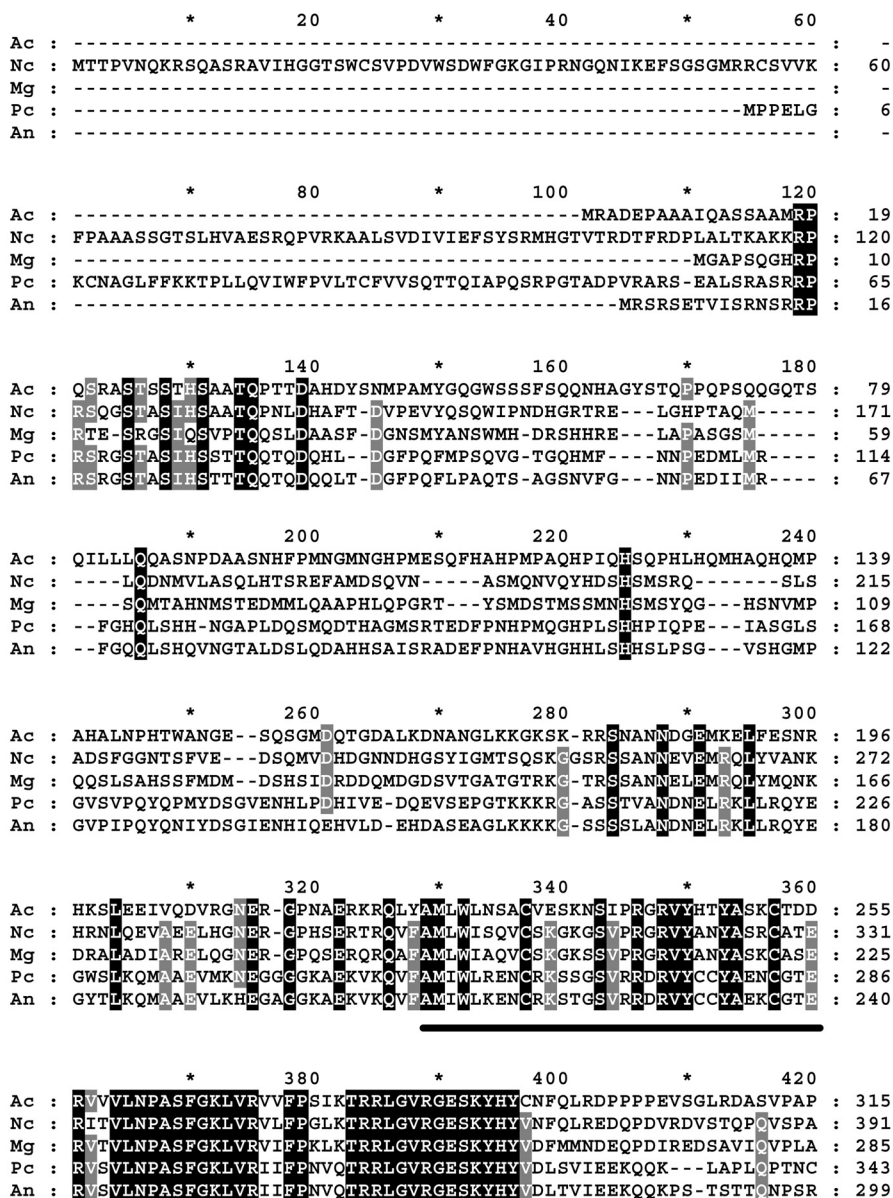 * 20 * 40 * 60
Ac : ------------------------------------------------------------ : -
Nc : MTTPVNQKRSQASRAVIHGGTSWCSVPDVWSDWFGKGIPRNGQNIKEFSGSGMRRCSVVK : 60
Mg : ------------------------------------------------------------ : -
Pc : ------------------------------------------------------MPPELG : 6
An : ------------------------------------------------------------ : -
* 80 * 100 * 120
Ac : -----------------------------------------MRADEPAAAIQASSAAMRP : 19
Nc : FPAAASSGTSLHVAESRQPVRKAALSVDIVIEFSYSRMHGTVTRDTFRDPLALTKAKKRP : 120
Mg : --------------------------------------------------MGAPSQGHRP : 10
Pc : KCNAGLFFKKTPLLQVIWFPVLTCFVVSQTTQIAPQSRPGTADPVRARS-EALSRASRRP : 65
An : --------------------------------------------MRSRSETVISRNSRRP : 16
* 140 * 160 * 180
Ac : QSRASTSSTHSAATQPTTDAHDYSNMPAMYGQGWSSSFSQQNHAGYSTQPPQPSQQGQTS : 79
Nc : RSQGSTASIHSAATQPNLDHAFT-DVPEVYQSQWIPNDHGRTRE---LGHPTAQM----- : 171
Mg : RTE-SRGSIQSVPTQQSLDAASF-DGNSMYANSWMH-DRSHHRE---LAPASGSM----- : 59
Pc : RSRGSTASIHSSTTQQTQDQHL--DGFPQFMPSQVG-TGQHMF----NNPEDMLMR---- : 114
An : RSRGSTASIHSTTTQQTQDQQLT-DGFPQFLPAQTS-AGSNVFG---NNPEDIIMR---- : 67
* 200 * 220 * 240
Ac : QILLLQQASNPDAASNHFPMNGMNGHPMESQFHAHPMPAQHPIQHSQPHLHQMHAQHQMP : 139
Nc : ----LQDNMVLASQLHTSREFAMDSQVN-----ASMQNVQYHDSHSMSRQ-------SLS : 215
Mg : ----SQMTAHNMSTEDMMLQAAPHLQPGRT---YSMDSTMSSMNHSMSYQG---HSNVMP : 109
Pc : --FGHQLSHH-NGAPLDQSMQDTHAGMSRTEDFPNHPMQGHPLSHHPIQPE---IASGLS : 168
An : --FGQQLSHQVNGTALDSLQDAHHSAISRADEFPNHAVHGHHLSHHSLPSG---VSHGMP : 122
* 260 * 280 * 300
Ac : AHALNPHTWANGE--SQSGMDQTGDALKDNANGLKKGKSK-RRSNANNDGEMKELFESNR : 196
Nc : ADSFGGNTSFVE---DSQMVDHDGNNDHGSYIGMTSQSKGGSRSSANNEVEMRQLYVANK : 272
Mg : QQSLSAHSSFMDM--DSHSIDRDDQMDGDSVTGATGTRKG-TRSSANNELEMRQLYMQNK : 166
Pc : GVSVPQYQPMYDSGVENHLPDHIVE-DQEVSEPGTKKKRG-ASSTVANDNELRKLLRQYE : 226
An : GVPIPQYQNIYDSGIENHIQEHVLD-EHDASEAGLKKKKG-SSSSLANDNELRKLLRQYE : 180
* 320 * 340 * 360
Ac : HKSLEEIVQDVRGNER-GPNAERKRQLYAMLWLNSACVESKNSIPRGRVYHTYASKCTDD : 255
Nc : HRNLQEVAEELHGNER-GPHSERTRQVFAMLWISQVCSKGKGSVPRGRVYANYASRCATE : 331
Mg : DRALADIARELQGNER-GPQSERQRQAFAMLWIAQVCSKGKSSVPRGRVYANYASKCASE : 225
Pc : GWSLKQMAAEVMKNEGGGGKAEKVKQVFAMIWLRENCRKSSGSVRRDRVYCCYAENCGTE : 286
An : GYTLKQMAAEVLKHEGAGGKAEKVKQVFAMIWLKENCRKSTGSVRRDRVYCCYAEKCGTE : 240
* 380 * 400 * 420
Ac : RVVVLNPASFGKLVRVVFPSIKTRRLGVRGESKYHYCNFQLRDPPPPEVSGLRDASVPAP : 315
Nc : RITVLNPASFGKLVRVLFPGLKTRRLGVRGESKYHYVNFQLREDQPDVRDVSTPQPVSPA : 391
Mg : RVTVLNPASFGKLVRVIFPKLKTRRLGVRGESKYHYVDFMMNDEQPDIREDSAVIQVPLA : 285
Pc : RVSVLNPASFGKLVRIIFPNVQTRRLGVRGESKYHYVDLSVIEEKQQK---LAPLQPTNC : 343
An : RVSVLNPASFGKLVRIIFPNVQTRRLGVRGESKYHYVDLTVIEEKQQKPS-TSTTQNPSR : 299